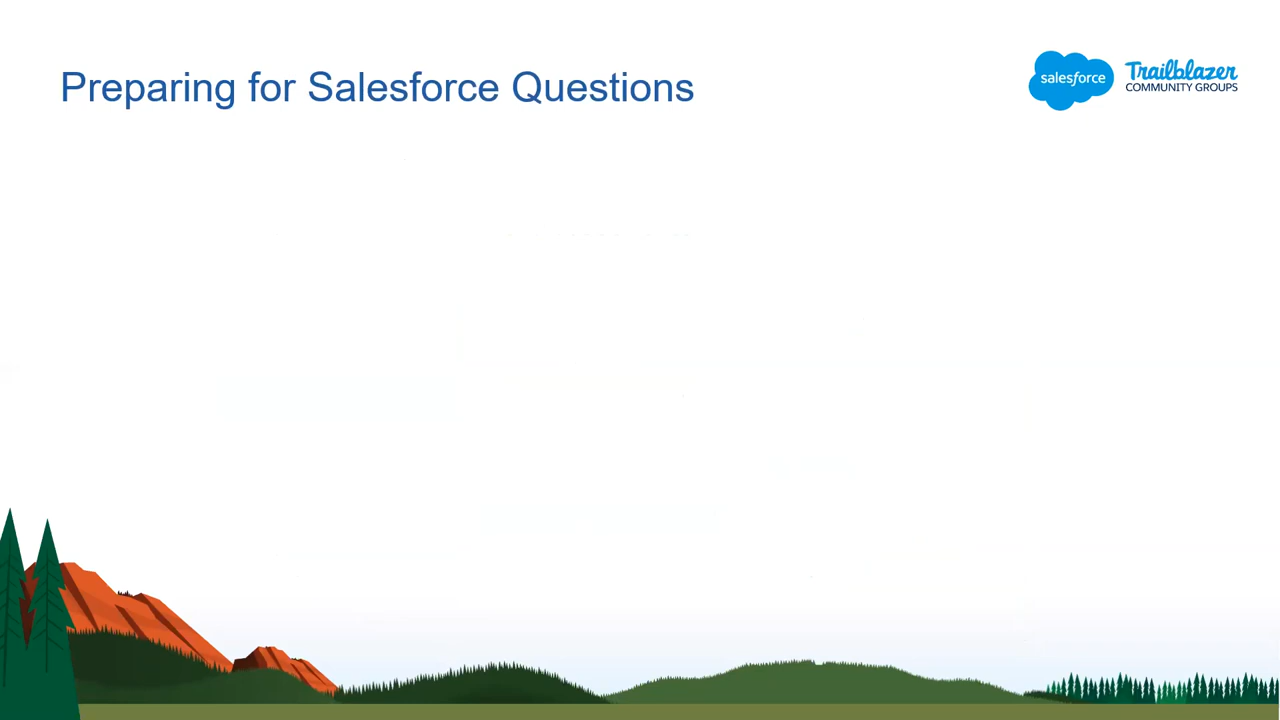 Preparing for Salesforce Questions
salesforce
Trailblazer
COMMUNITY GROUPS